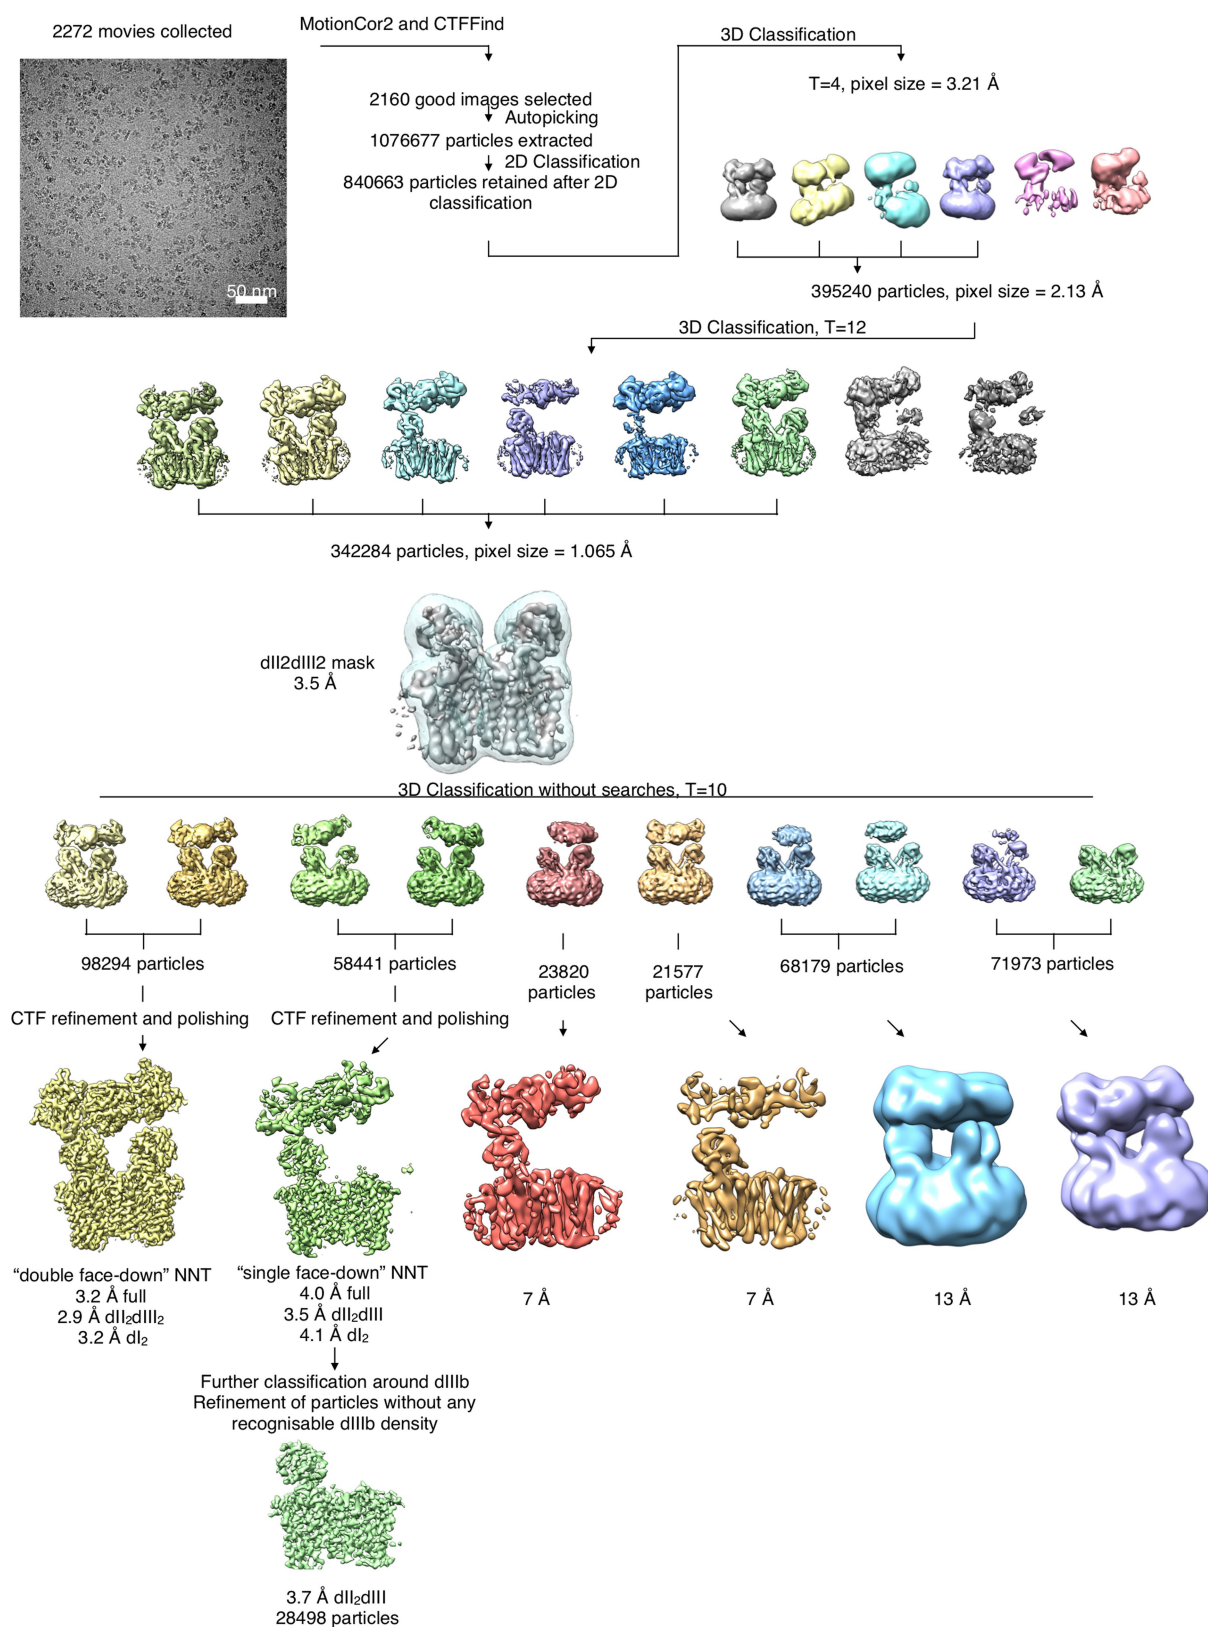 2272 movies collected
MotionCor2 and CTFFind
50 nm
2160 good images selected
Autopicking
1076677 particles extracted
2D Classification
840663 particles retained after 2D
classification
3D Classification
T=4, pixel size = 3.21 Å
395240 particles, pixel size = 2.13 Å
3D Classification, T=12
342284 particles, pixel size = 1.065 Å
dII2dIII2 mask
3.5 Å
3D Classification without searches, T=10
98294 particles
58441 particles
23820
particles
21577
particles
68179 particles
71973 particles
CTF refinement and polishing
CTF refinement and polishing
“double face-down” NNT
3.2 Å full
2.9 Å dII₂dIII₂
3.2 Å dI₂
“single face-down” NNT
4.0 Å full
3.5 Å dII₂dIII
4.1 Å dI₂
7 Å
7 Å
13 Å
13 Å
Further classification around dIIIb
Refinement of particles without any
recognisable dIIIb density
3.7 Å dII₂dIII
28498 particles